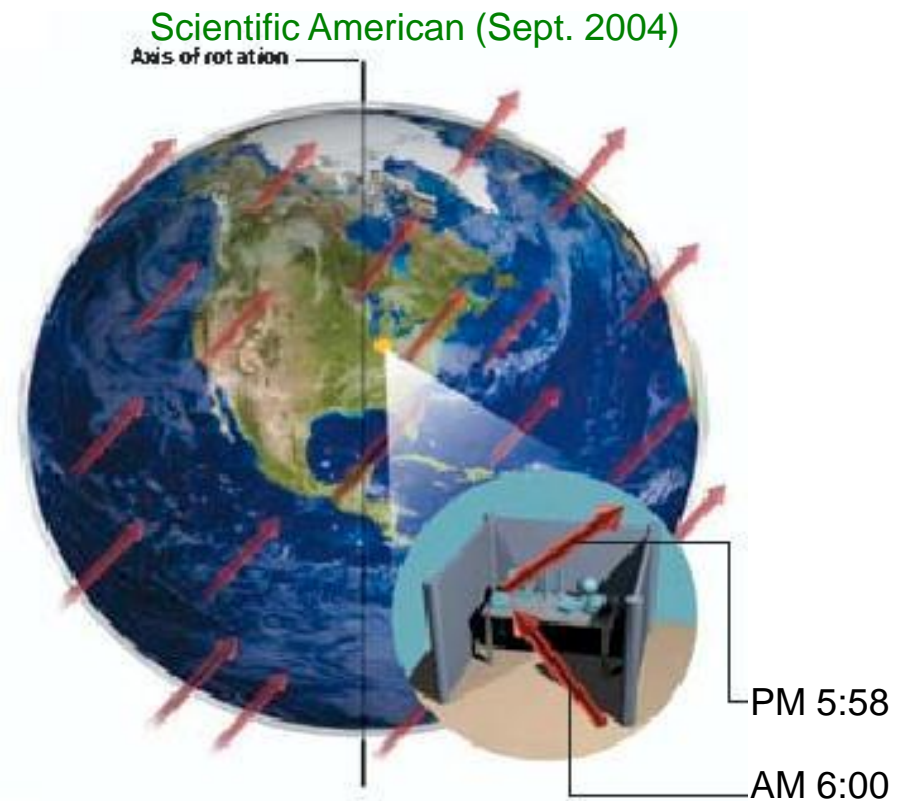 Scientific American (Sept. 2004)
Axis of rotation
PM 5:58
AM 6:00